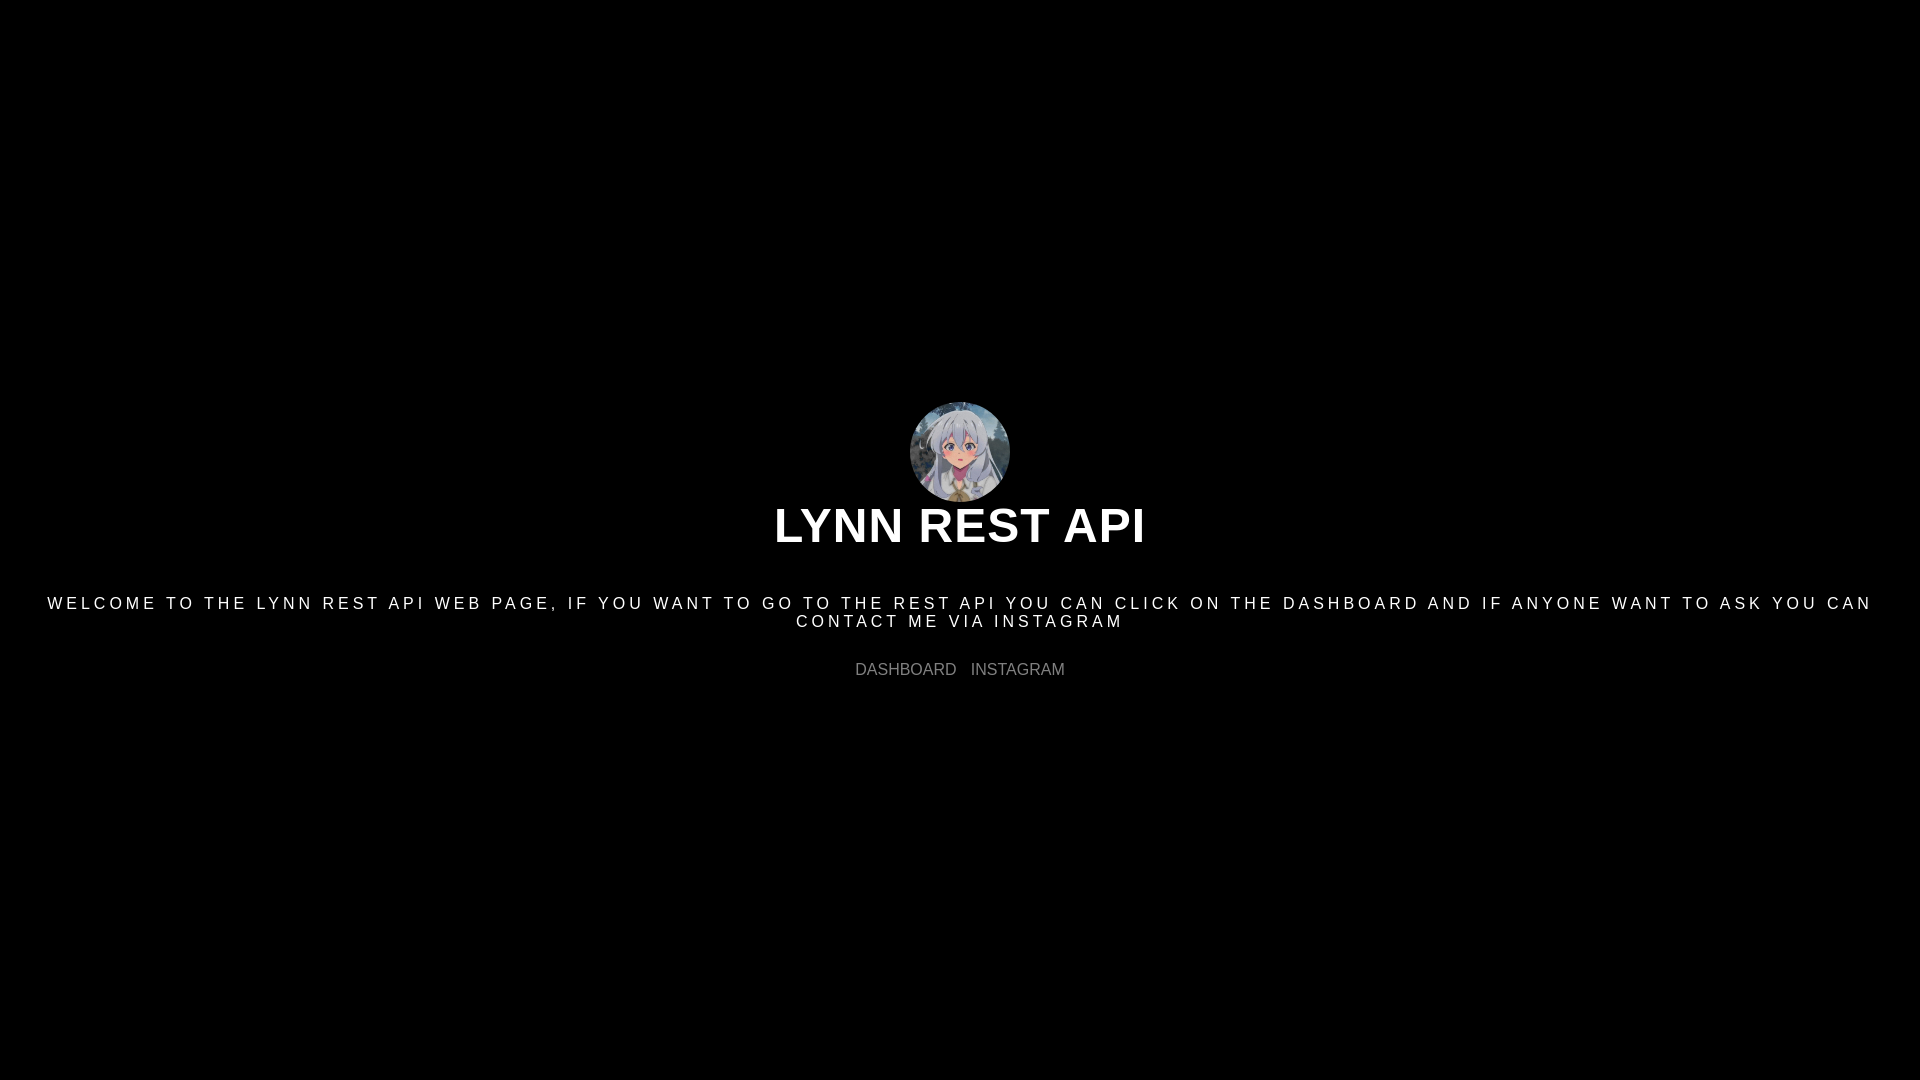 LYNN REST API
WELCOME TO THE LYNN REST API WEB PAGE, IF YOU WANT TO GO TO THE REST API YOU CAN CLICK ON THE DASHBOARD AND IF ANYONE WANT TO ASK YOU CAN
CONTACT ME VIA INSTAGRAM
DASHBOARD INSTAGRAM